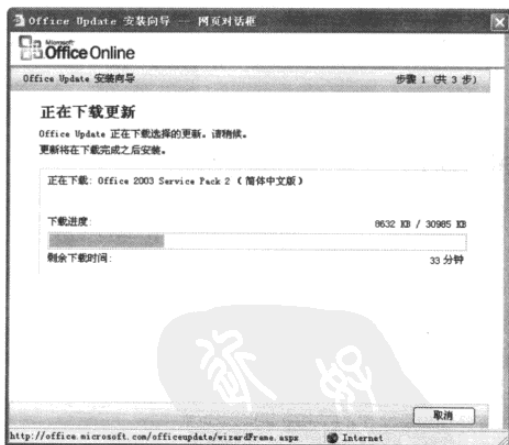 Office Update 安装向导 -- 网页对话框
Microsoft
Office Online
Office Update 安装向导
步骤 1 (共 3 步)
正在下载更新
Office Update 正在下载选择的更新。请稍候。
更新将在下载完成之后安装。
正在下载: Office 2003 Service Pack 2 (简体中文版)
下载进度:
8632 KB / 30985 KB
剩余下载时间:
33 分钟
取消
http://office.microsoft.com/officeupdate/wizardframe.aspx
Internet